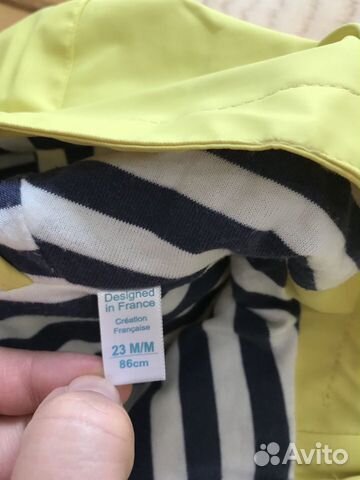 Designed
in France
Création
Française
23 M/M
86cm
Avito